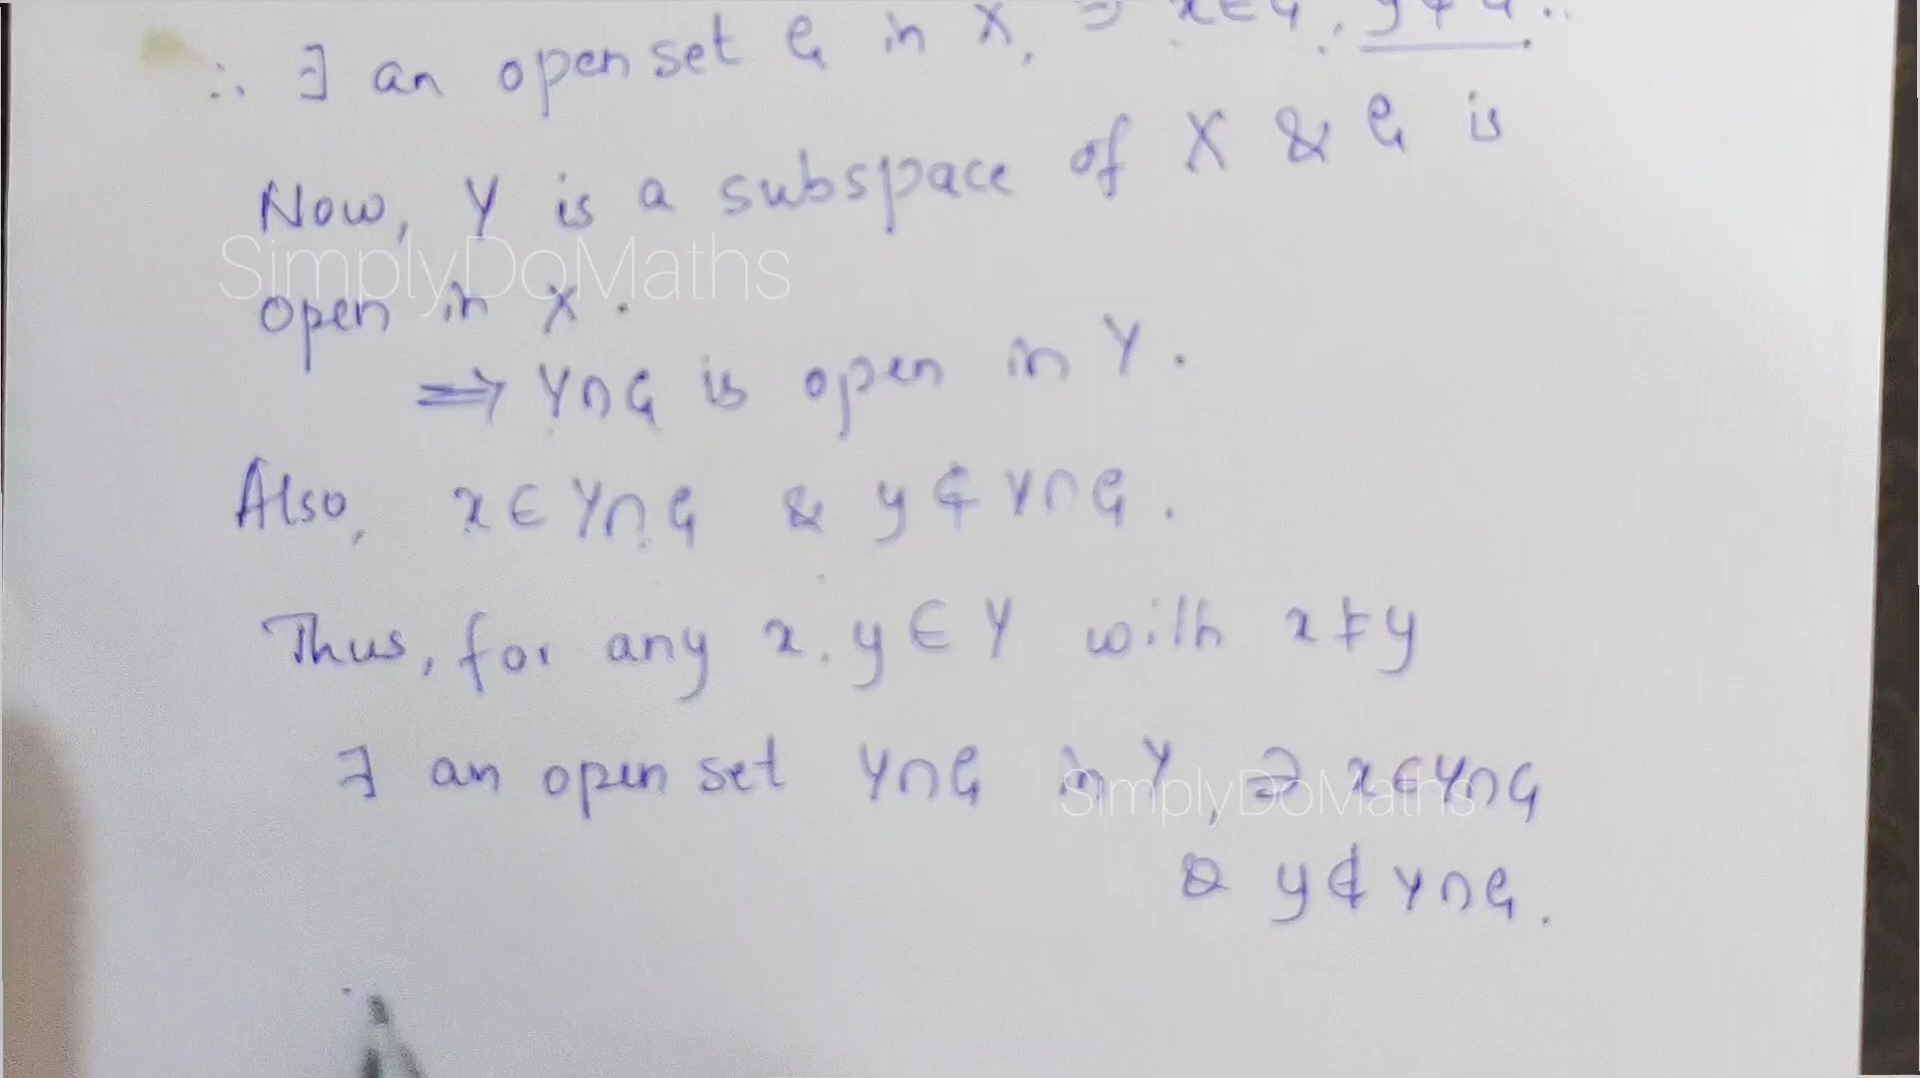 ∴ ∃ an open set G in X, ∋ x∈G, y∉G.
Now, Y is a subspace of X & G is
SimplyDoMaths
open in X.
⇒ Y∩G is open in Y.
Also, x∈Y∩G & y∉Y∩G.
Thus, for any x, y∈Y with x≠y
∃ an open set Y∩G in Y, ∋ x∈Y∩G
SimplyDoMaths
& y∉Y∩G.